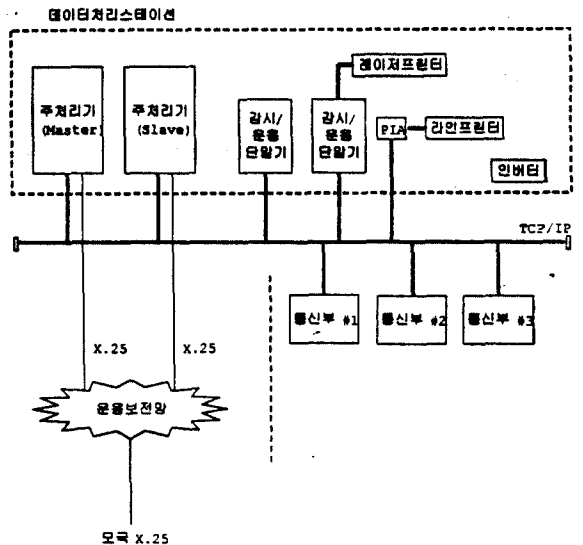 데이터처리스테이션
레이저프린터
주처리기
(Master)
주처리기
(Slave)
감시/
운용
단말기
감시/
운용
단말기
PIA
라인프린터
인버터
TCP/IP
통신부 #1
통신부 #2
통신부 #3
X.25
X.25
운용보전망
모국 X.25